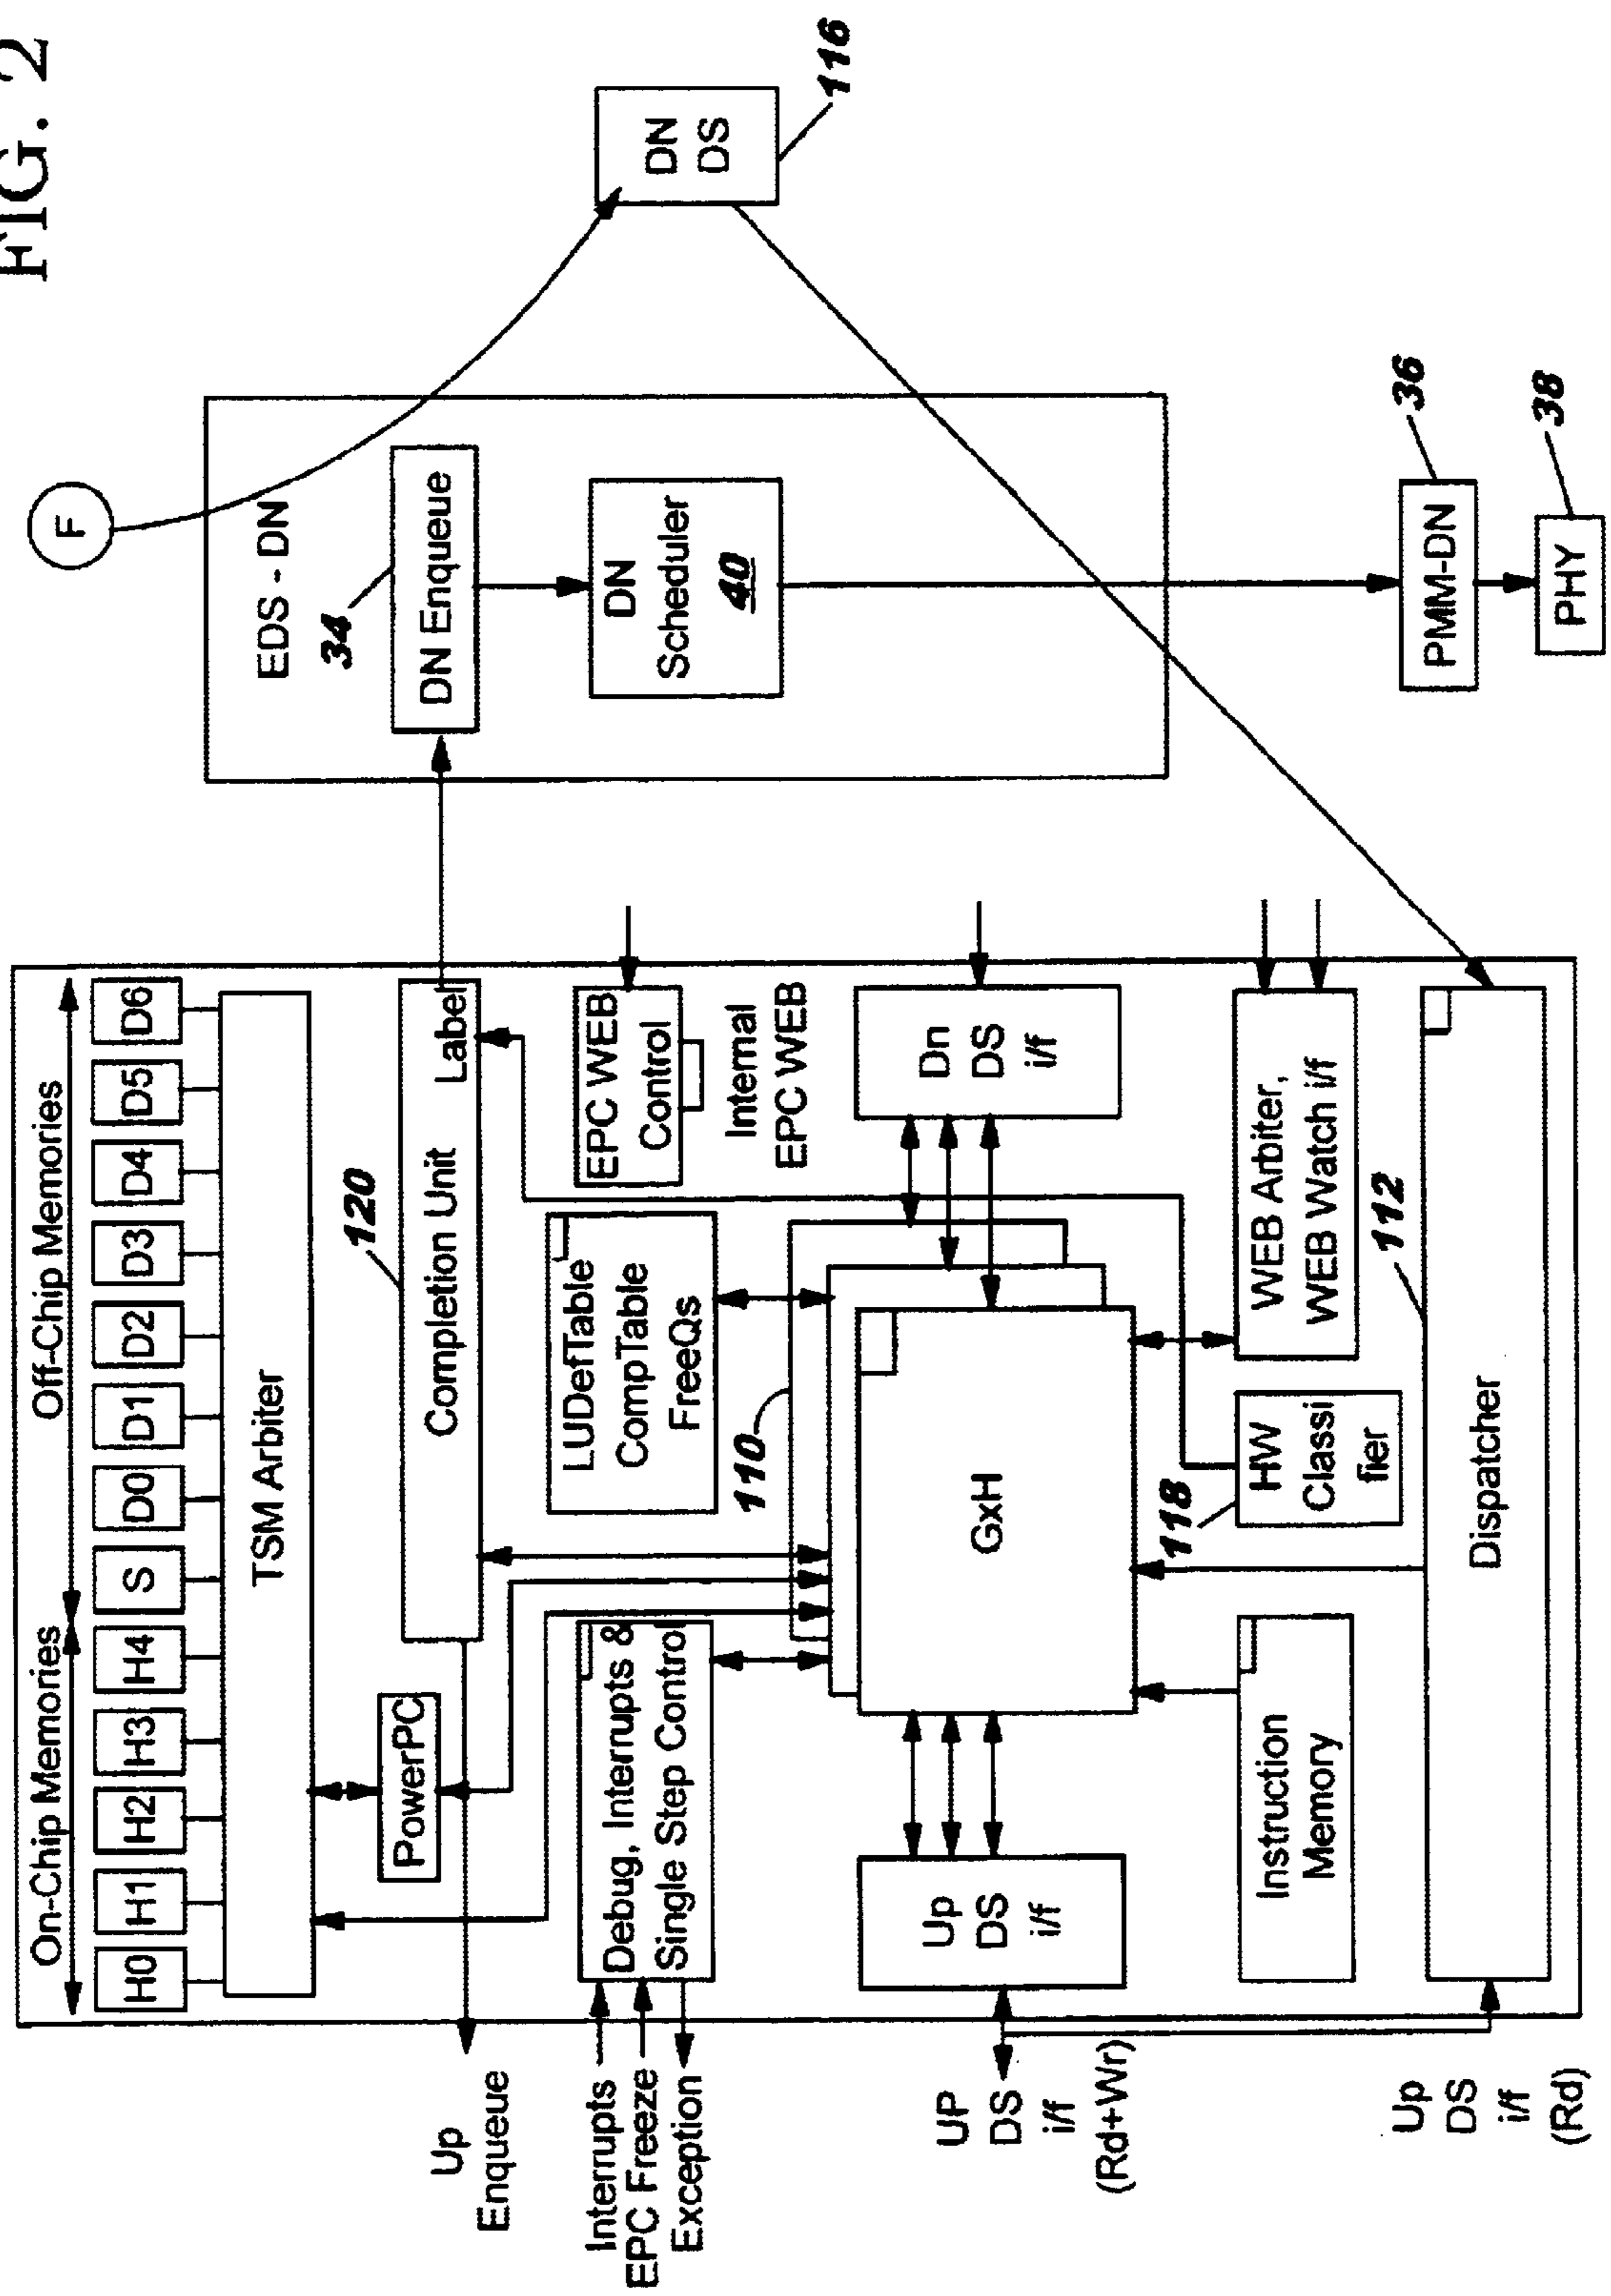 FIG. 2
On-Chip Memories
Off-Chip Memories
H0
H1
H2
H3
H4
S
D0
D1
D2
D3
D4
D5
D6
TSM Arbiter
PowerPC
120
Completion Unit
Label
Up
Enqueue
Interrupts
EPC Freeze
Exception
Debug, Interrupts &
Single Step Control
LUDefTable
CompTable
FreeQs
EPC WEB
Control
Internal
EPC WEB
110
GxH
Up
DS
i/f
Dn
DS
i/f
UP
DS
i/f
(Rd+Wr)
Instruction
Memory
118
HW
Classi
fier
WEB Arbiter,
WEB Watch i/f
112
Dispatcher
Up
DS
i/f
(Rd)
F
EDS - DN
34
DN Enqueue
DN
Scheduler
40
DN
DS
116
PMM-DN
36
PHY
38